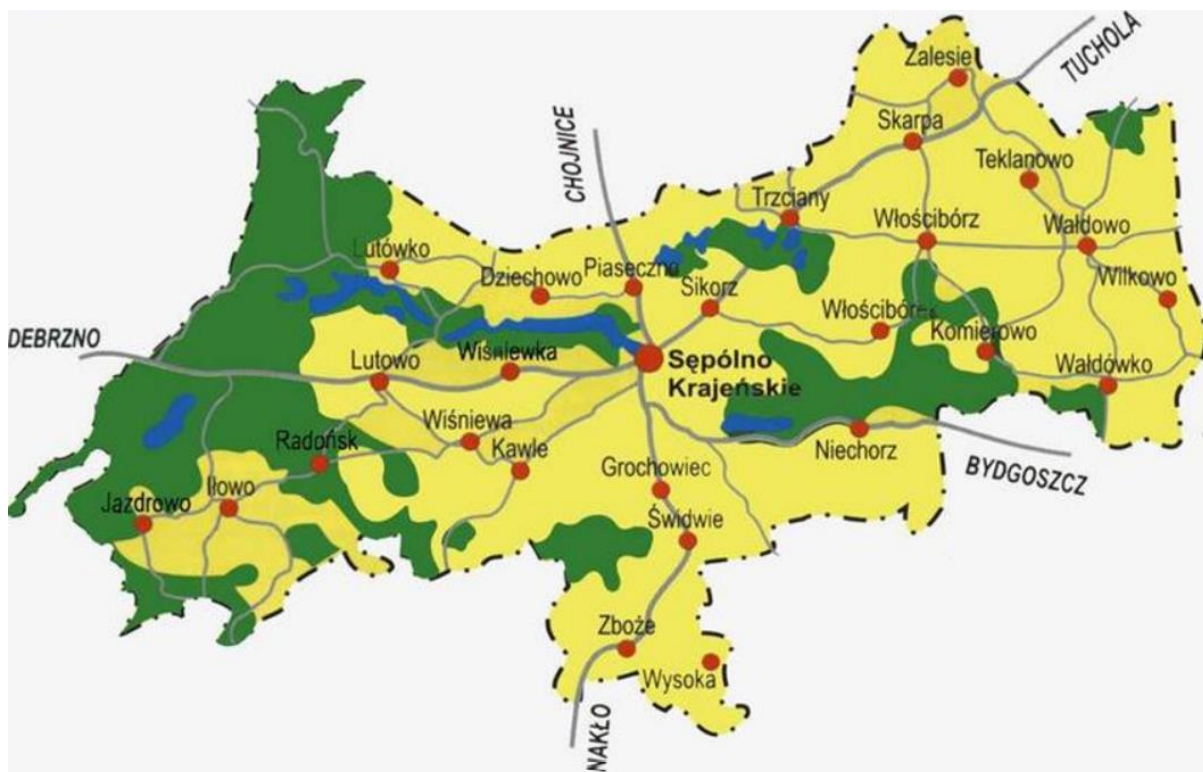 TUCHOLA
Zalesie
CHOJNICE
Skarpa
Teklanowo
Trzciany
Włościbórz
Wałdowo
Lutówko
Dziechowo
Piaseczno
Sikorz
Wilkowo
Włościbórek
Komierowo
DEBRZNO
Lutowo
Wiśniewka
Sępólno
Krajeńskie
Wałdówko
Wiśniewa
Radońsk
Kawle
Niechorz
Grochowiec
BYDGOSZCZ
Jazdrowo
Iłowo
Świdwie
Zboże
Wysoka
NAKŁO